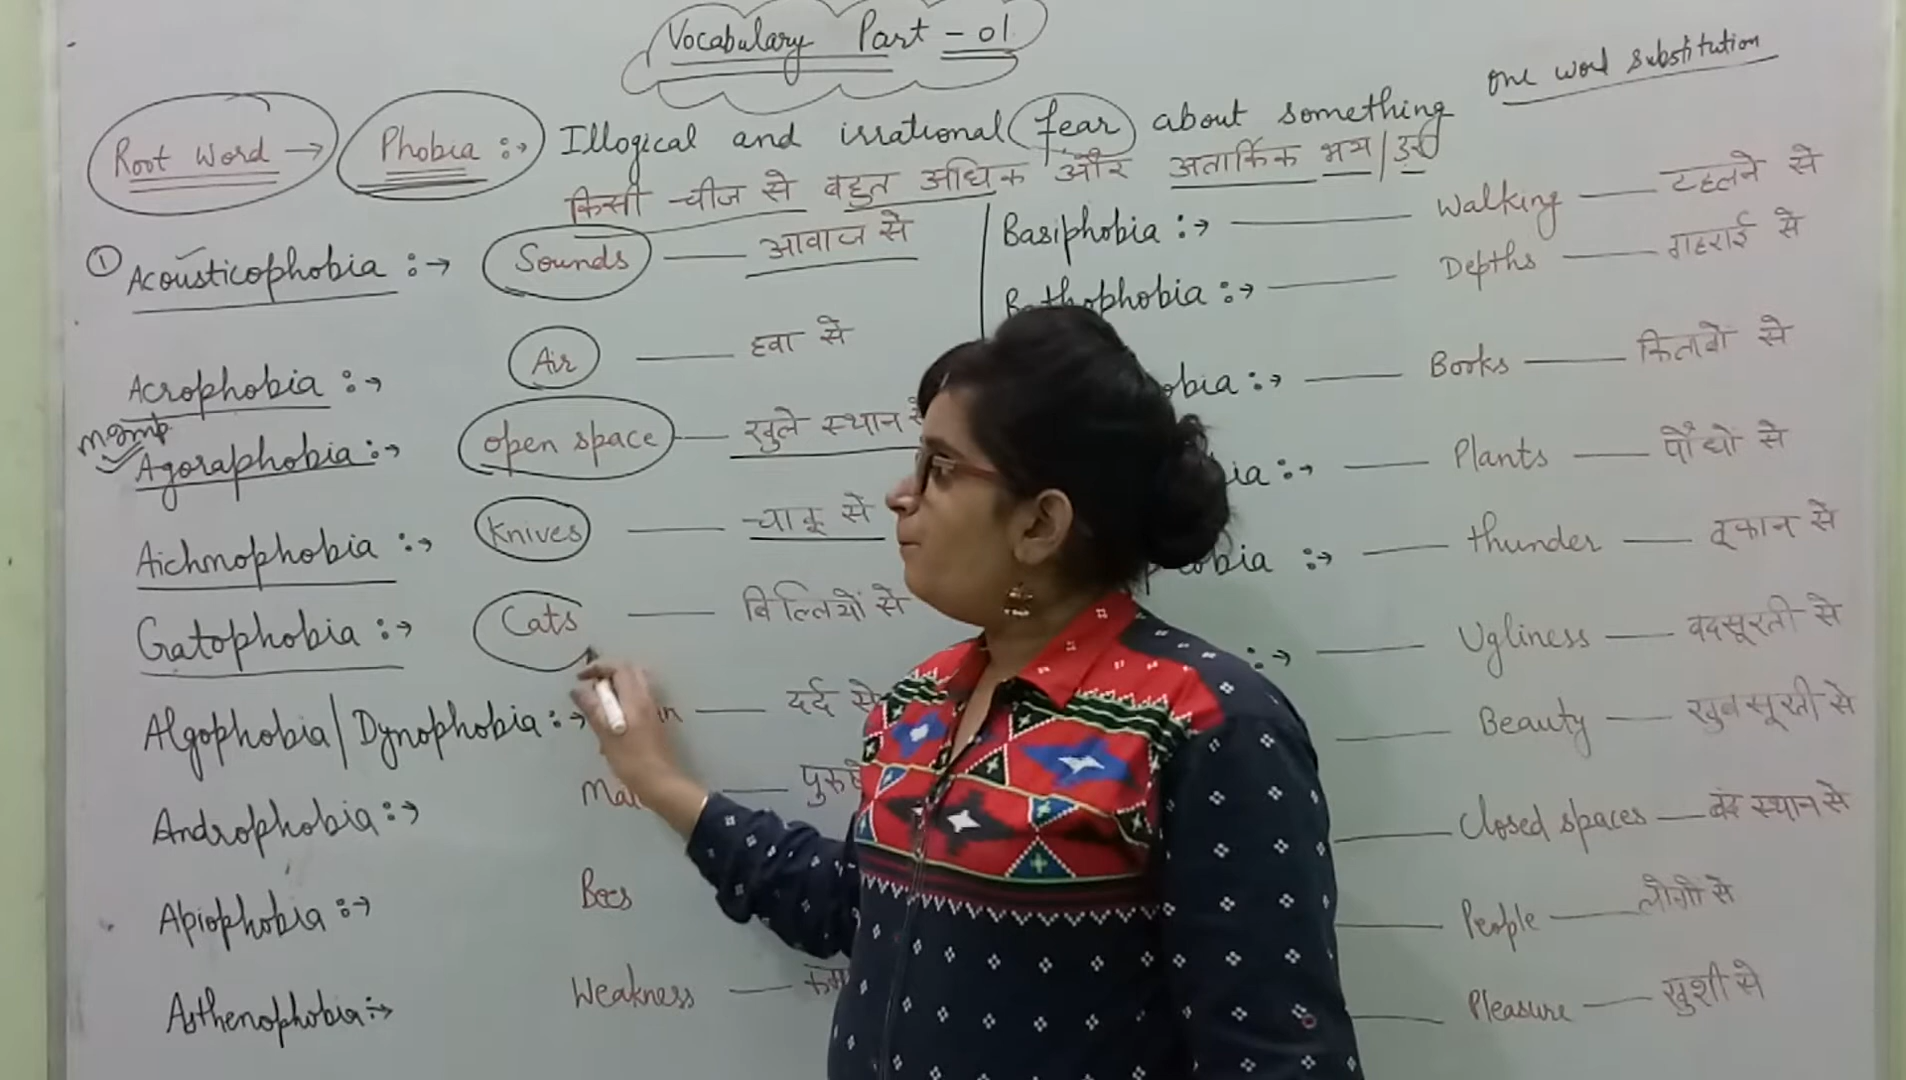 Vocabulary Part - 01
one word substitution
Root Word → Phobia :→ Illogical and irrational fear about something
किसी चीज से बहुत अधिक और अतार्किक भय/डर
① Acousticophobia :→ Sounds — आवाज से
Acrophobia :→ Air — हवा से
Agoraphobia :→ open space — खुले स्थान
Aichmophobia :→ Knives — चाकू से
Gatophobia :→ Cats — बिल्लियों से
Algophobia/Dynophobia :→ — दर्द से
Androphobia :→
Apiophobia :→ Bees
Asthenophobia :→ Weakness —
Basiphobia :→ — Walking — टहलने से
Bathophobia :→ — Depths — गहराई से
obia :→ — Books — किताबों से
ia :→ — Plants — पौधों से
obia :→ — thunder — तूफान से
:→ — Ugliness — बदसूरती से
— Beauty — खुबसूरती से
— Closed spaces — बंद स्थान से
— People — लोगों से
— Pleasure — खुशी से